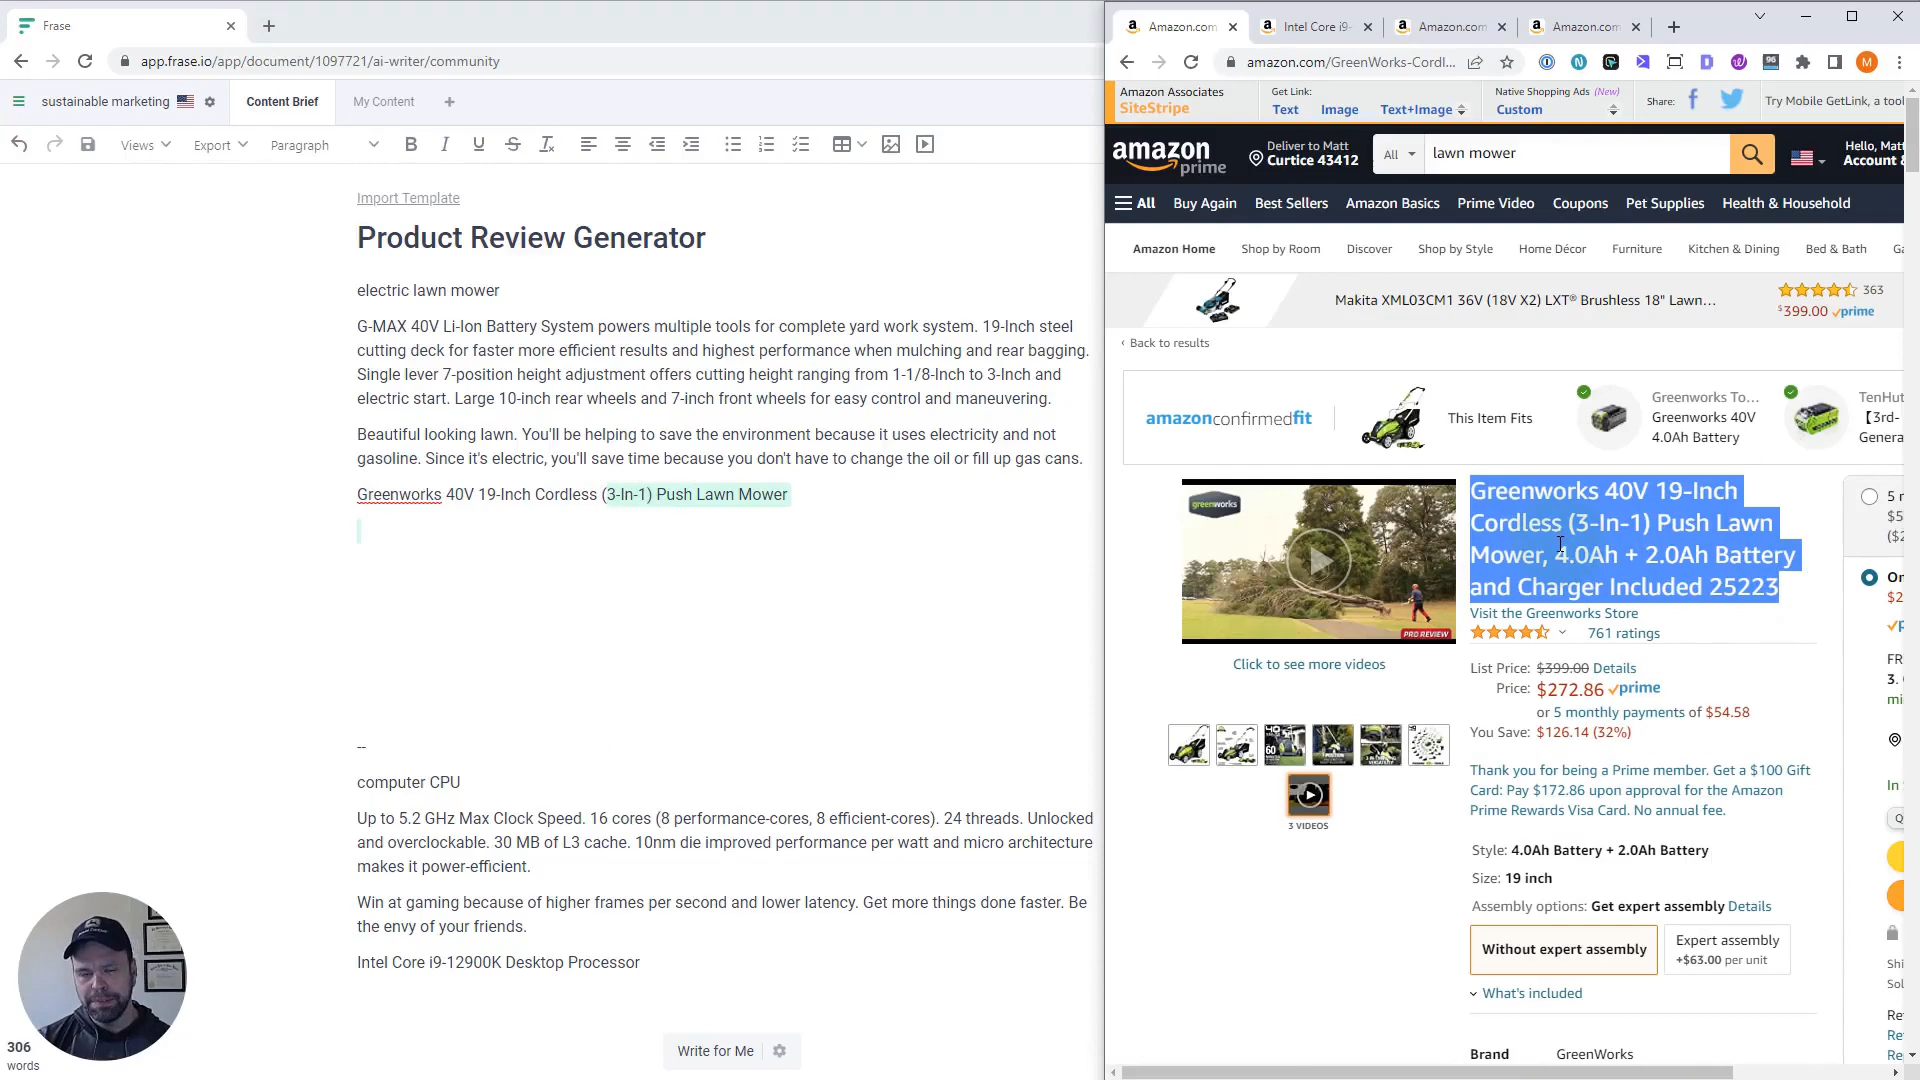 Frase
app.frase.io/app/document/1097721/ai-writer/community
sustainable marketing
Content Brief
My Content
Views
Export
Paragraph
Import Template
Product Review Generator
electric lawn mower
G-MAX 40V Li-Ion Battery System powers multiple tools for complete yard work system. 19-Inch steel
cutting deck for faster more efficient results and highest performance when mulching and rear bagging.
Single lever 7-position height adjustment offers cutting height ranging from 1-1/8-Inch to 3-Inch and
electric start. Large 10-inch rear wheels and 7-inch front wheels for easy control and maneuvering.
Beautiful looking lawn. You'll be helping to save the environment because it uses electricity and not
gasoline. Since it's electric, you'll save time because you don't have to change the oil or fill up gas cans.
Greenworks 40V 19-Inch Cordless (3-In-1) Push Lawn Mower
--
computer CPU
Up to 5.2 GHz Max Clock Speed. 16 cores (8 performance-cores, 8 efficient-cores). 24 threads. Unlocked
and overclockable. 30 MB of L3 cache. 10nm die improved performance per watt and micro architecture
makes it power-efficient.
Win at gaming because of higher frames per second and lower latency. Get more things done faster. Be
the envy of your friends.
Intel Core i9-12900K Desktop Processor
306
words
Write for Me
Amazon.com
Intel Core i9-
Amazon.com
Amazon.com
amazon.com/GreenWorks-Cordl...
96
M
Amazon Associates
SiteStripe
Get Link:
Text
Image
Text+Image
Native Shopping Ads (New)
Custom
Share:
Try Mobile GetLink, a tool
amazon
prime
Deliver to Matt
Curtice 43412
All
lawn mower
Hello, Matt
Account &
All
Buy Again
Best Sellers
Amazon Basics
Prime Video
Coupons
Pet Supplies
Health & Household
Amazon Home
Shop by Room
Discover
Shop by Style
Home Décor
Furniture
Kitchen & Dining
Bed & Bath
Ga
Makita XML03CM1 36V (18V X2) LXT® Brushless 18" Lawn...
363
$399.00 prime
‹ Back to results
amazonconfirmedfit
This Item Fits
Greenworks To...
Greenworks 40V
4.0Ah Battery
TenHut
【3rd-
Genera
greenworks
PRO REVIEW
Click to see more videos
3 VIDEOS
Greenworks 40V 19-Inch
Cordless (3-In-1) Push Lawn
Mower, 4.0Ah + 2.0Ah Battery
and Charger Included 25223
Visit the Greenworks Store
761 ratings
List Price: $399.00 Details
Price: $272.86 prime
or 5 monthly payments of $54.58
You Save: $126.14 (32%)
Thank you for being a Prime member. Get a $100 Gift
Card: Pay $172.86 upon approval for the Amazon
Prime Rewards Visa Card. No annual fee.
Style: 4.0Ah Battery + 2.0Ah Battery
Size: 19 inch
Assembly options: Get expert assembly Details
Without expert assembly
Expert assembly
+$63.00 per unit
What's included
Brand
GreenWorks